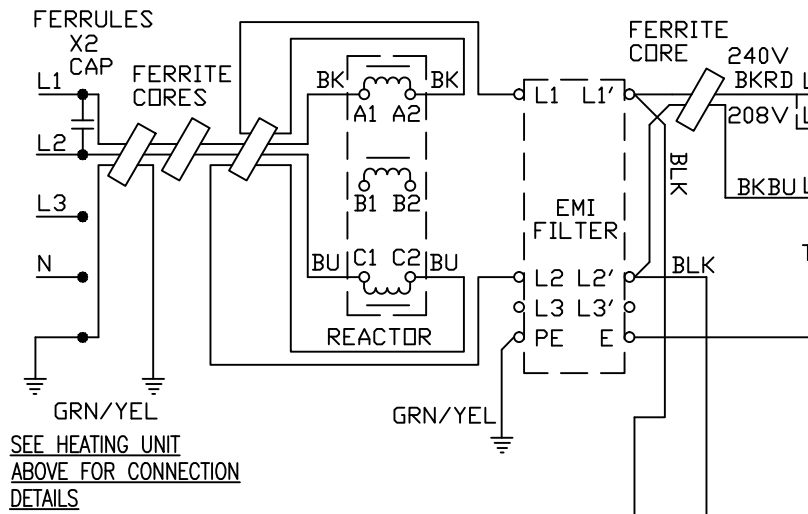 FERRULES
X2
CAP
L1
L2
L3
N
FERRITE
CORES
GRN/YEL
SEE HEATING UNIT
ABOVE FOR CONNECTION
DETAILS
BK
BK
A1 A2
B1 B2
BU
C1 C2
BU
REACTOR
GRN/YEL
L1 L1'
EMI
FILTER
L2 L2'
L3 L3'
PE E
FERRITE
CORE
240V
BKRD L
208V L
BLK
BKBU L
BLK
T